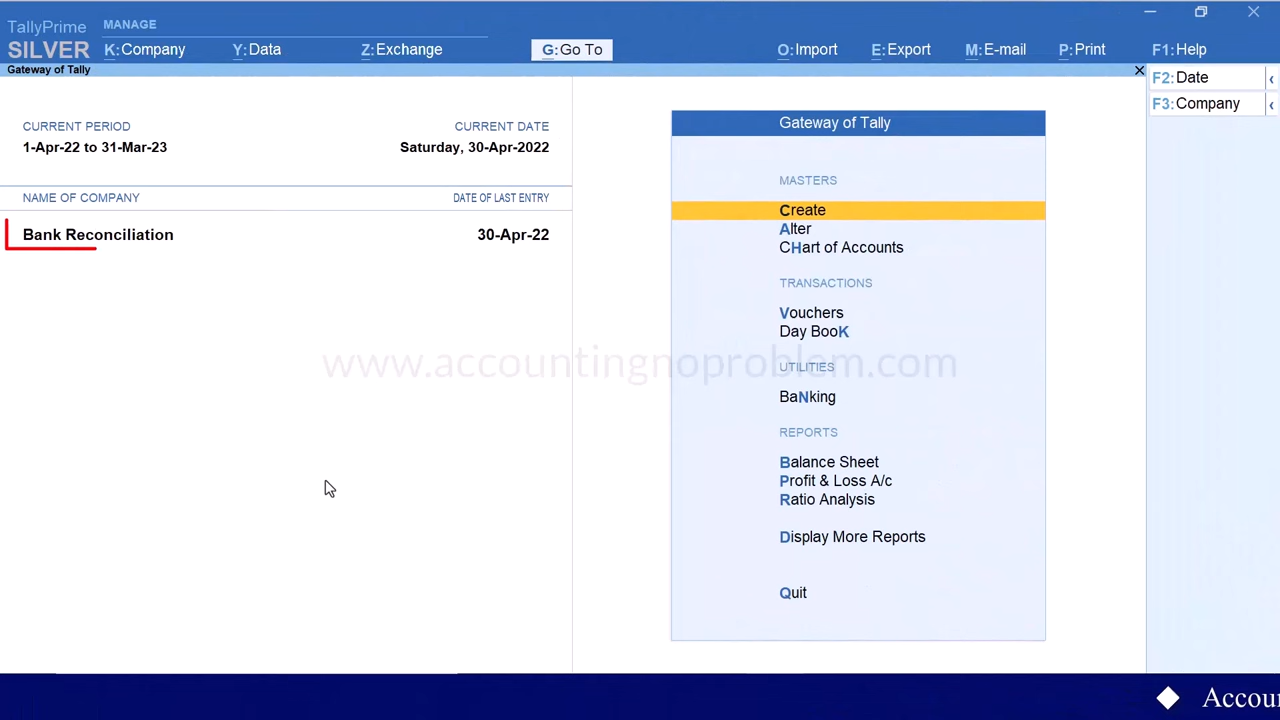 TallyPrime MANAGE
SILVER K:Company Y:Data Z:Exchange G:Go To O:Import E:Export M:E-mail P:Print F1:Help
Gateway of Tally
F2:Date
F3:Company
CURRENT PERIOD CURRENT DATE
1-Apr-22 to 31-Mar-23 Saturday, 30-Apr-2022
NAME OF COMPANY DATE OF LAST ENTRY
Bank Reconciliation 30-Apr-22
Gateway of Tally
MASTERS
Create
Alter
CHart of Accounts
TRANSACTIONS
Vouchers
Day BooK
www.accountingnoproblem.com
UTILITIES
BaNking
REPORTS
Balance Sheet
Profit & Loss A/c
Ratio Analysis
Display More Reports
Quit